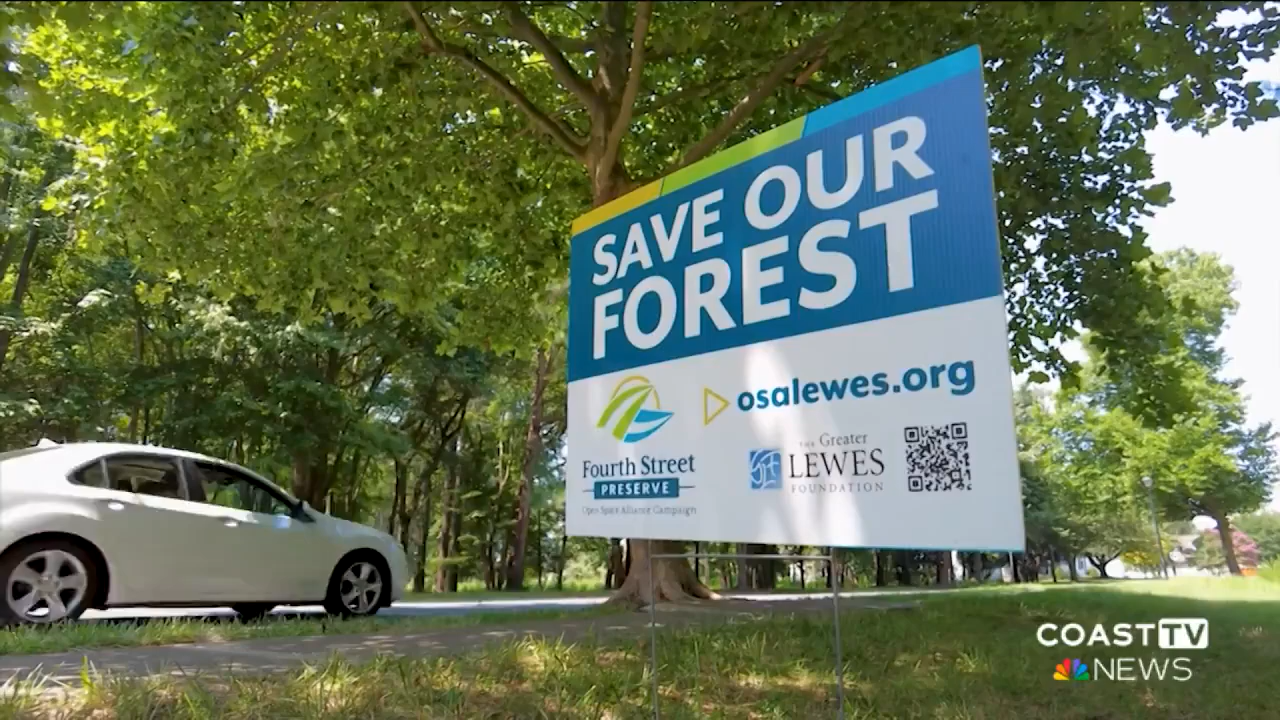 SAVE OUR
FOREST
osalewes.org
Fourth Street
PRESERVE
Open Space Alliance Campaign
THE Greater
LEWES
FOUNDATION
COAST TV
NEWS